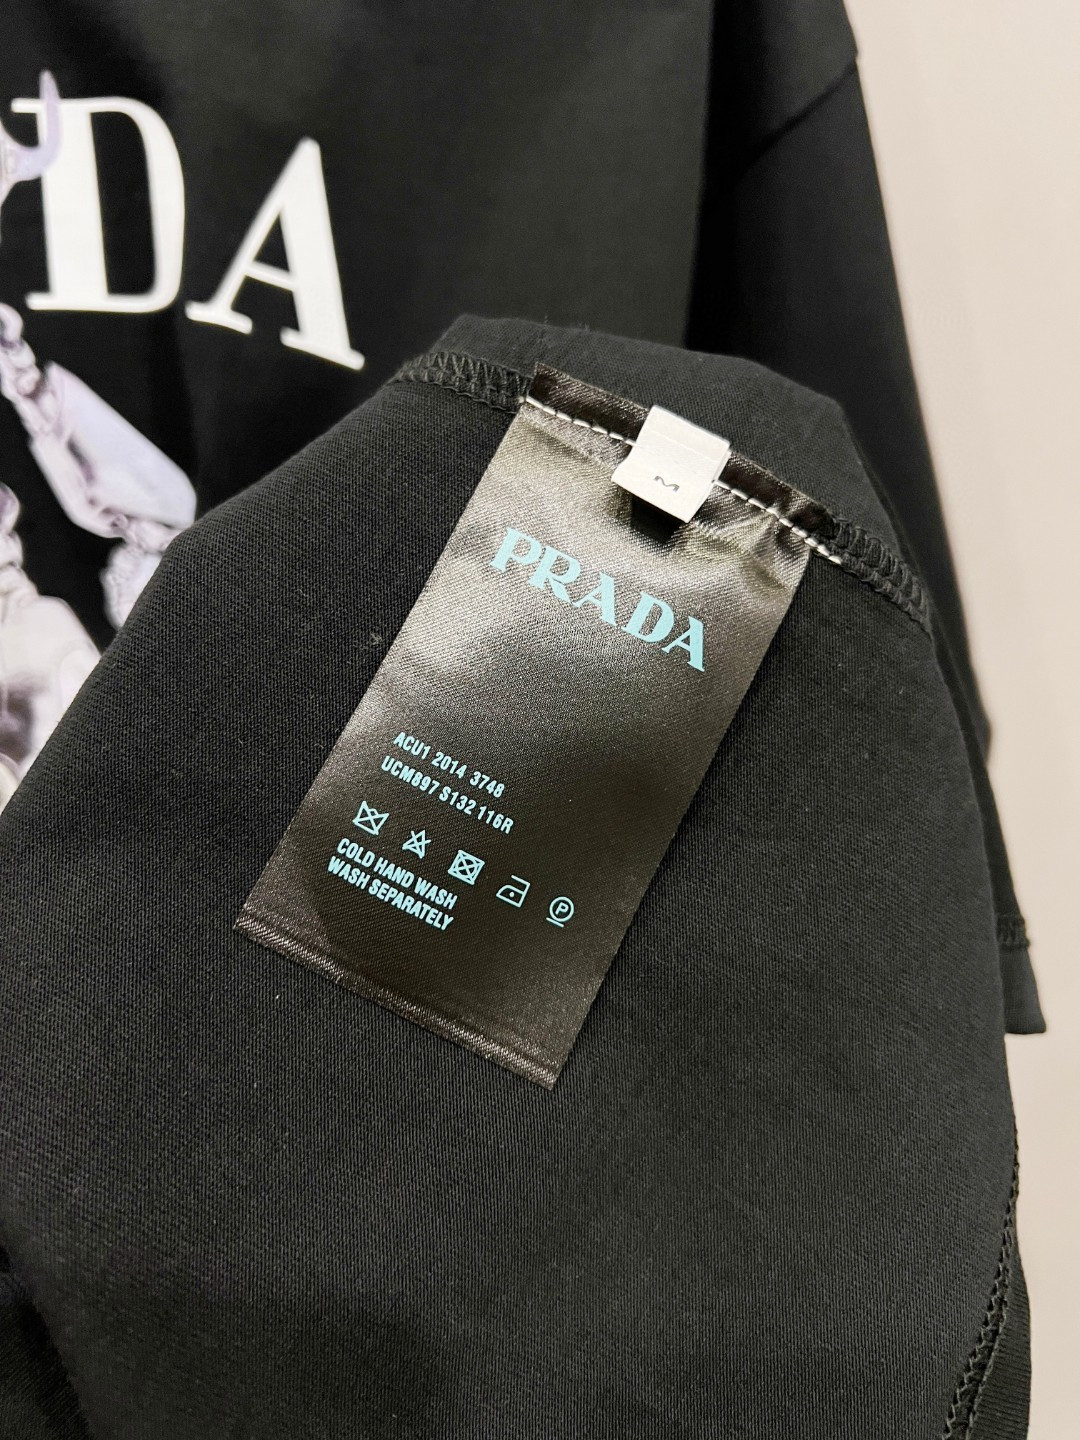 DA
M
PRADA
ACU1 2014 3748
UCM897 S132 116R
P
COLD HAND WASH
WASH SEPARATELY